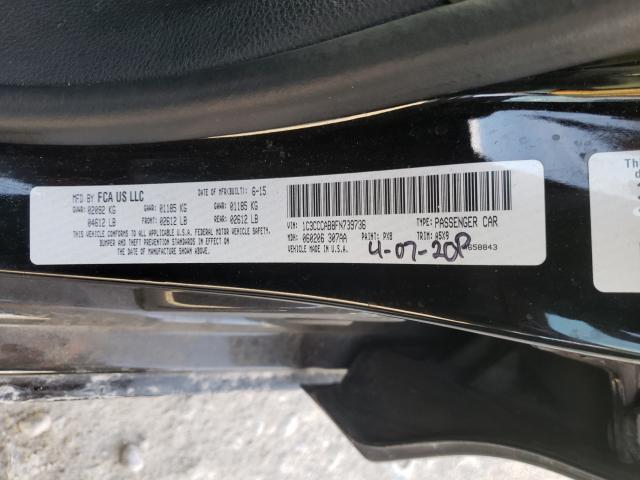 MFD BY FCA US LLC DATE OF MFR(BUILT): 6-15
GVWR: 02092 KG GAWR: 01185 KG GAWR: 01185 KG
04612 LB FRONT: 02612 LB REAR: 02612 LB
THIS VEHICLE CONFORMS TO ALL APPLICABLE FEDERAL MOTOR VEHICLE SAFETY,
BUMPER AND THEFT PREVENTION STANDARDS IN EFFECT ON
THE DATE OF MANUFACTURE SHOWN ABOVE.
VIN: 1C3CCCAB8FN739736 TYPE: PASSENGER CAR
MDH: 060206 307AA PAINT: PX8 TRIM: A5X9
VEHICLE MADE IN U.S.A. 4658843
4-07-20P
Th